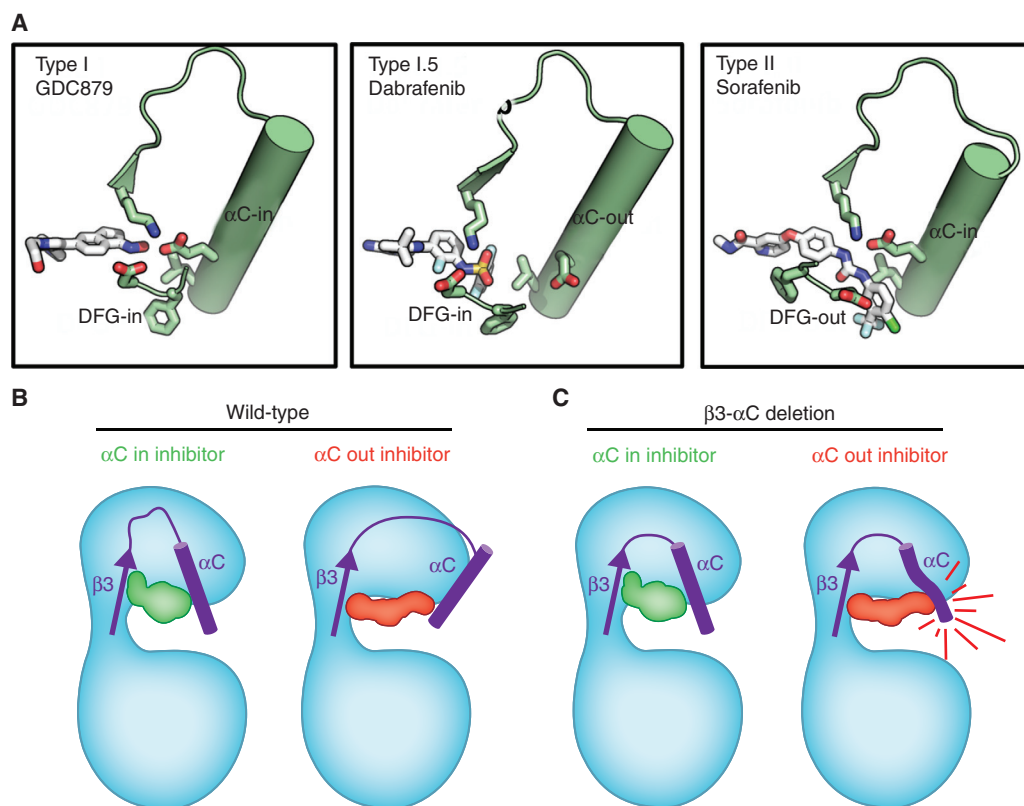 A
Type I
GDC879
αC-in
DFG-in
Type I.5
Dabrafenib
αC-out
DFG-in
Type II
Sorafenib
αC-in
DFG-out
B
Wild-type
αC in inhibitor
αC out inhibitor
β3
αC
β3
αC
C
β3-αC deletion
αC in inhibitor
αC out inhibitor
β3
αC
β3
αC